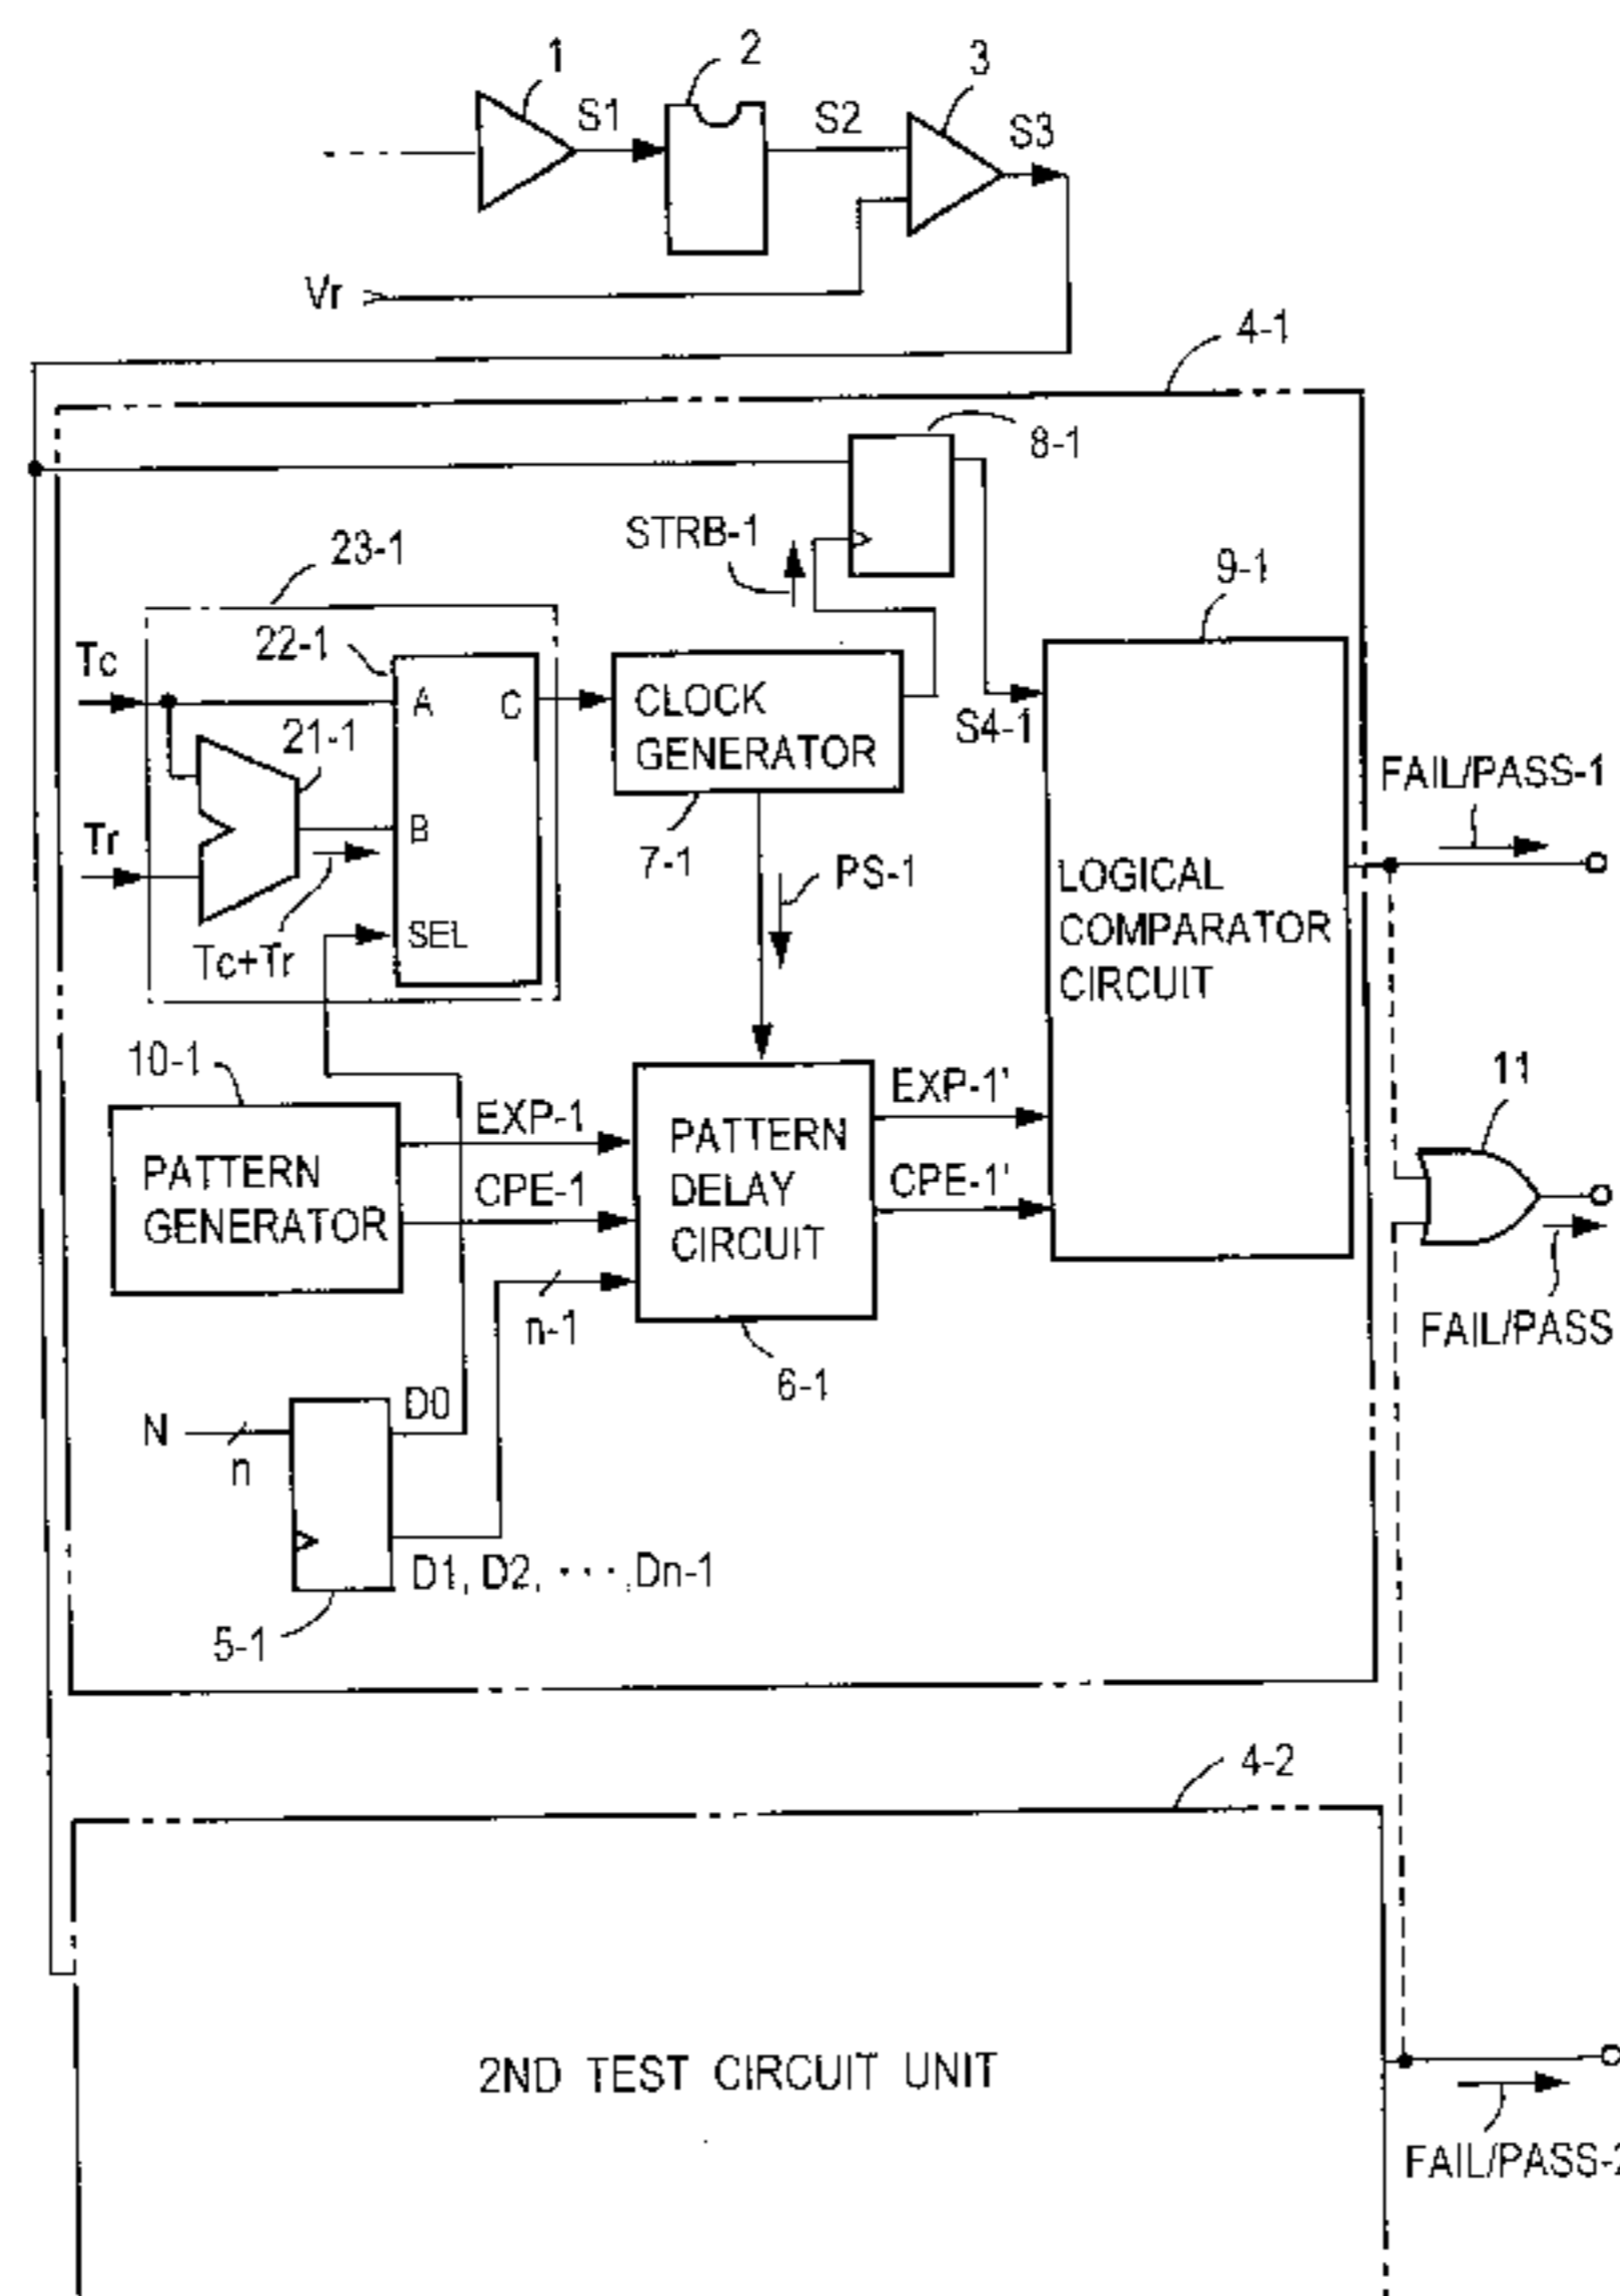 1
2
3
S1
S2
S3
Vr
4-1
8-1
STRB-1
23-1
9-1
22-1
Tc
A
C
CLOCK
GENERATOR
21-1
S4-1
FAIL/PASS-1
Tr
B
7-1
PS-1
LOGICAL
COMPARATOR
CIRCUIT
SEL
Tc+Tr
10-1
EXP-1
EXP-1'
11
PATTERN
GENERATOR
PATTERN
DELAY
CIRCUIT
CPE-1
CPE-1'
n-1
FAIL/PASS
6-1
D0
N
n
D1, D2, ··· ,Dn-1
5-1
4-2
2ND TEST CIRCUIT UNIT
FAIL/PASS-2